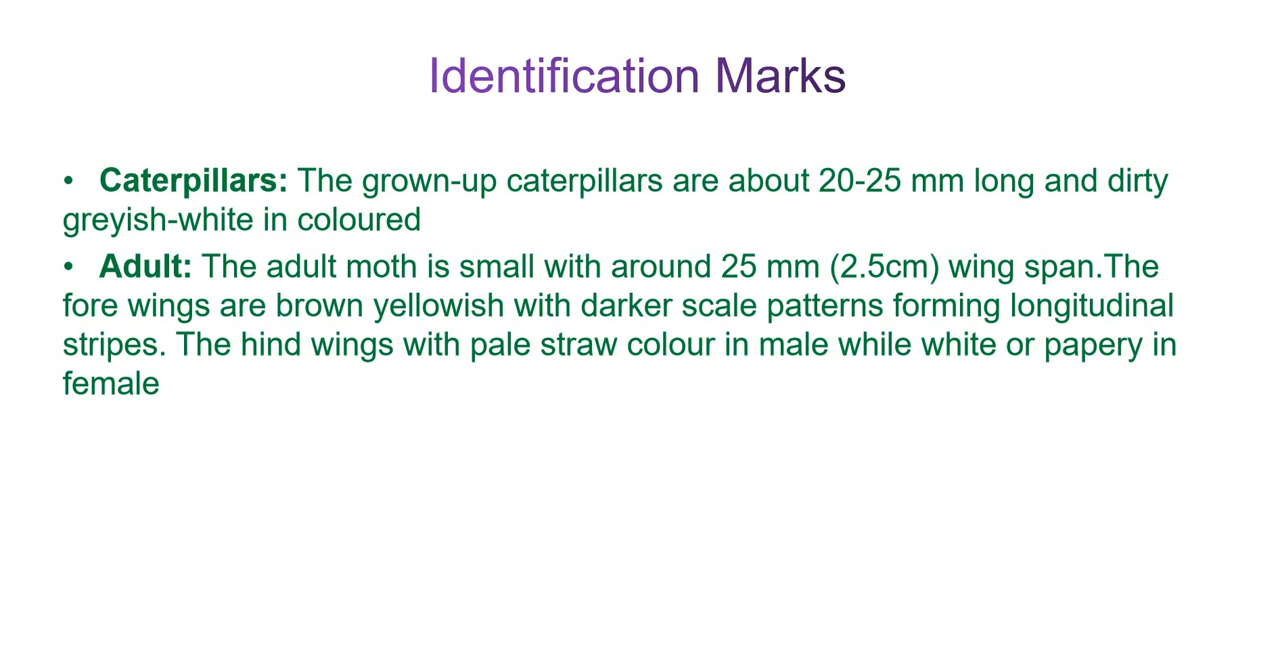 Identification Marks
• Caterpillars: The grown-up caterpillars are about 20-25 mm long and dirty
greyish-white in coloured
• Adult: The adult moth is small with around 25 mm (2.5cm) wing span.The
fore wings are brown yellowish with darker scale patterns forming longitudinal
stripes. The hind wings with pale straw colour in male while white or papery in
female